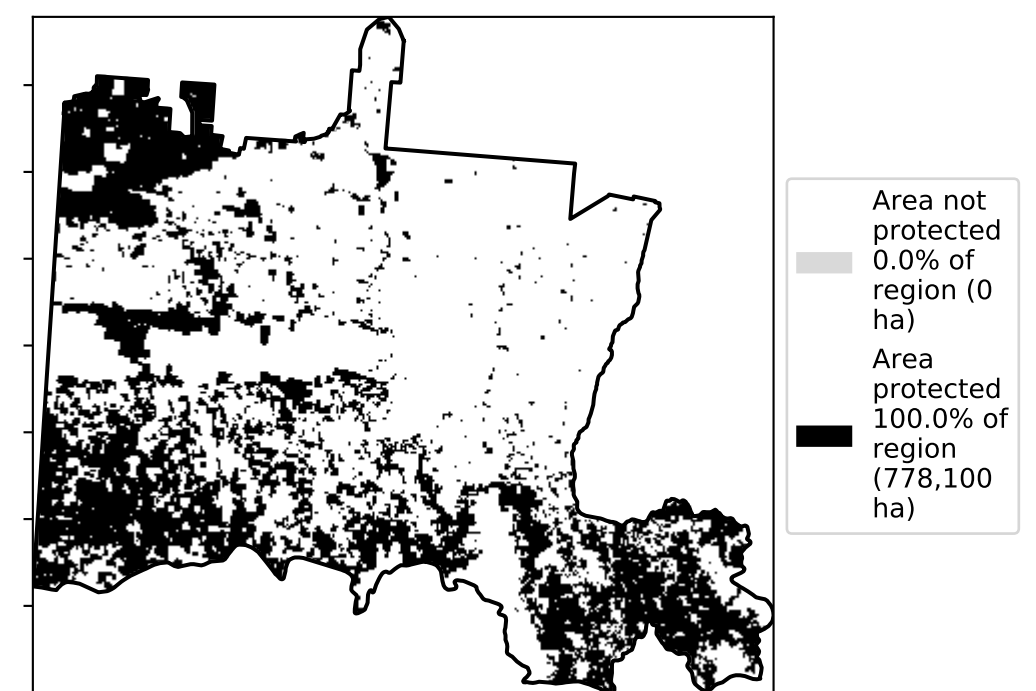 Area not
protected
0.0% of
region (0
ha)
Area
protected
100.0% of
region
(778,100
ha)